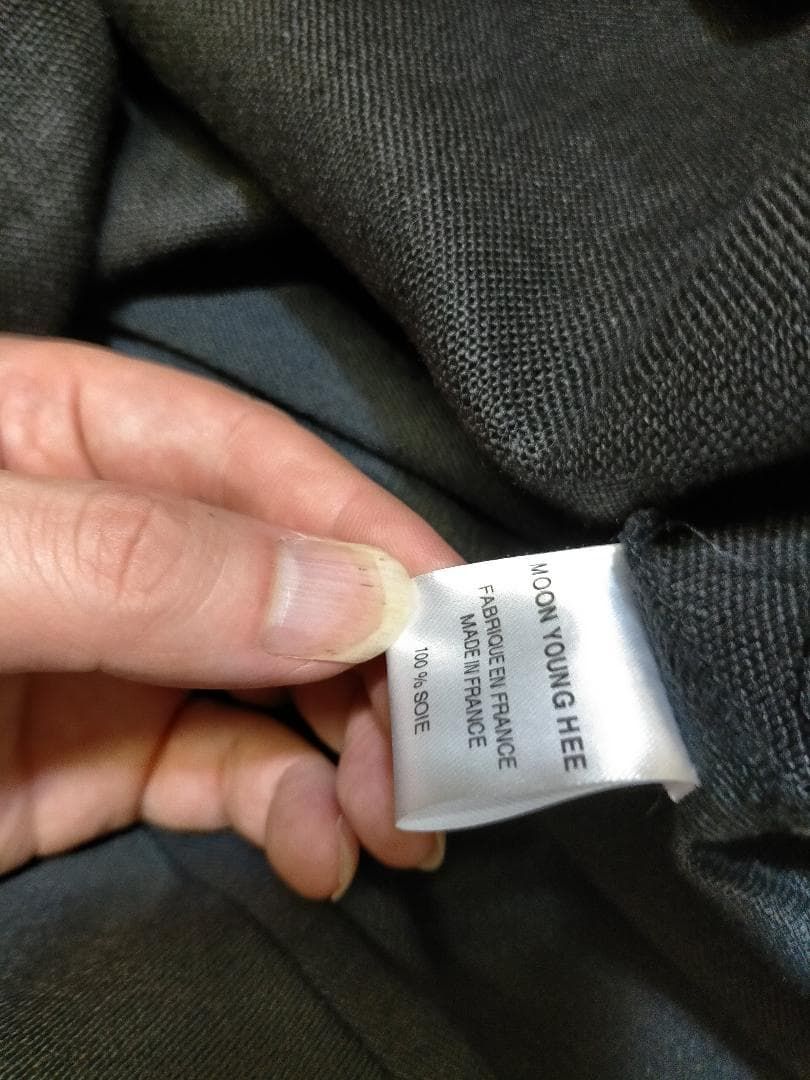 MOON YOUNG HEE
FABRIQUE EN FRANCE
MADE IN FRANCE
100 % SOIE